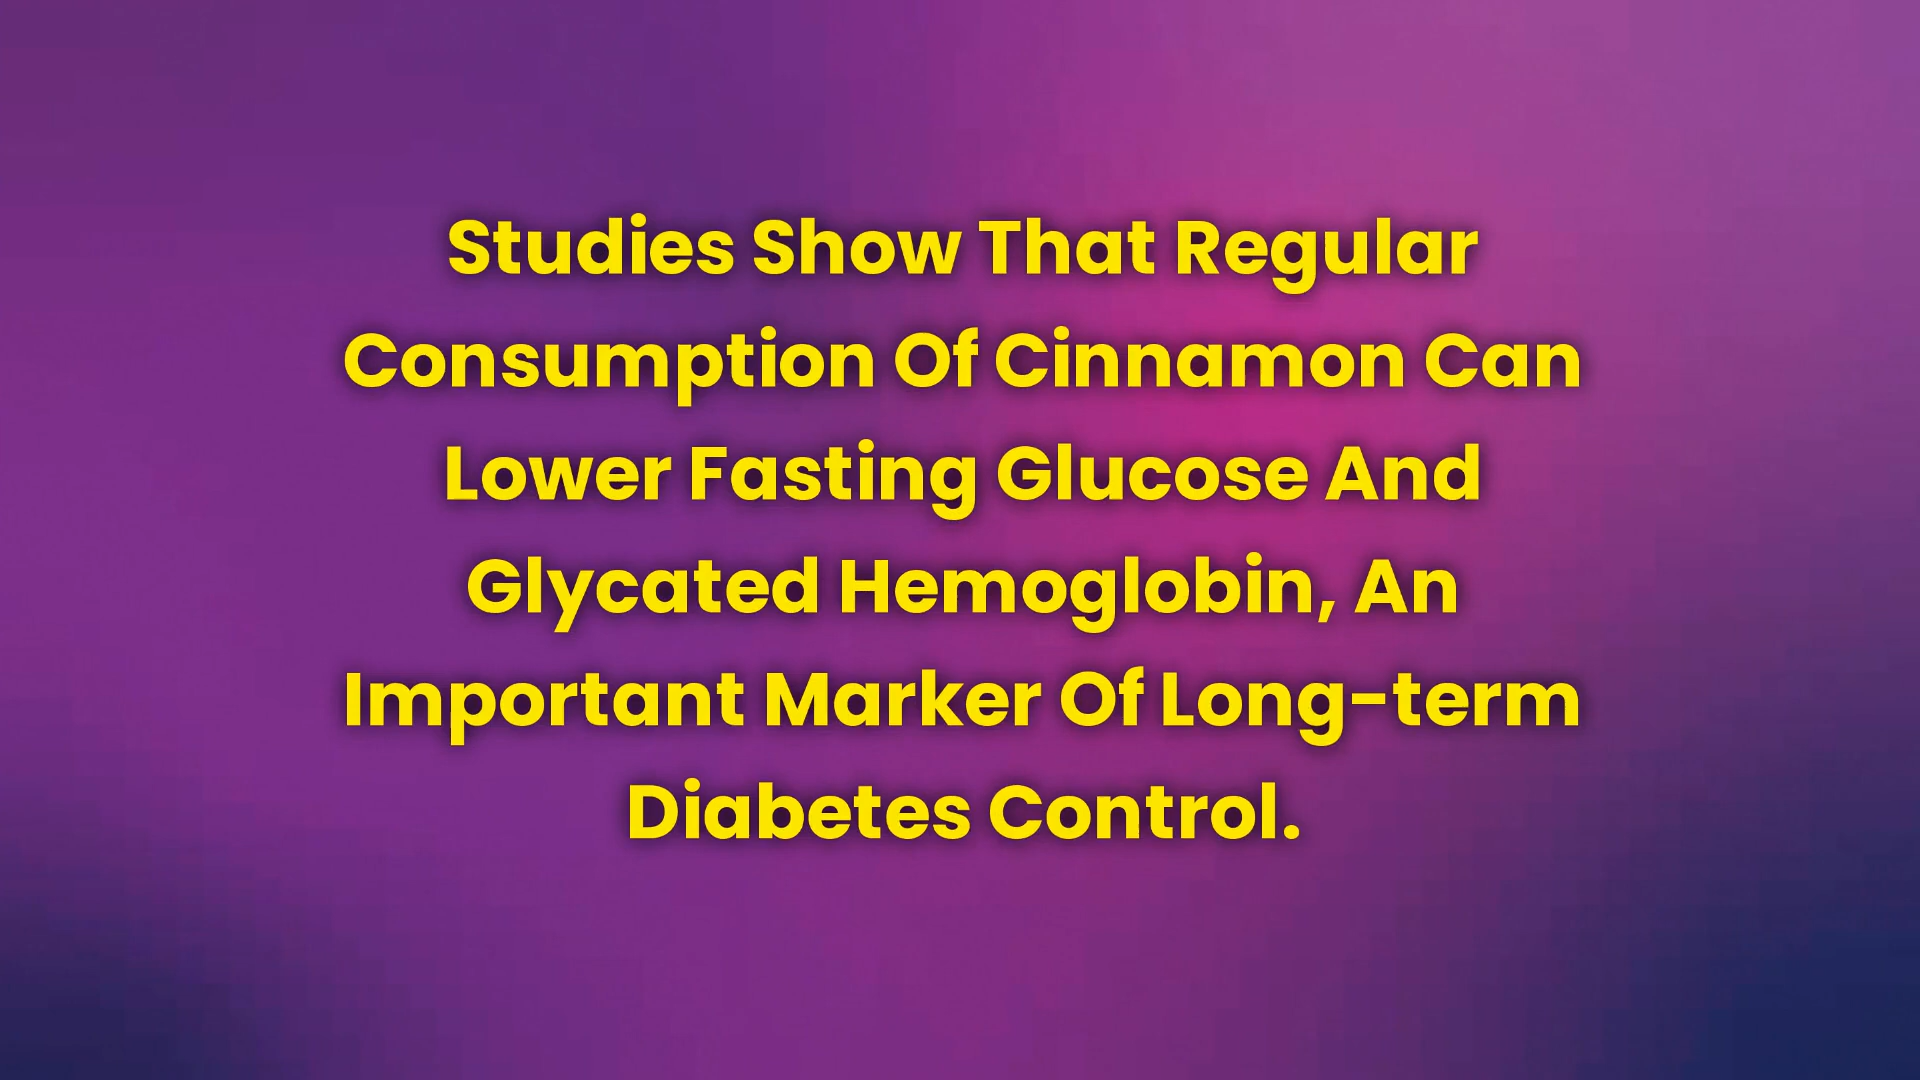 Studies Show That Regular
Consumption Of Cinnamon Can
Lower Fasting Glucose And
Glycated Hemoglobin, An
Important Marker Of Long-term
Diabetes Control.